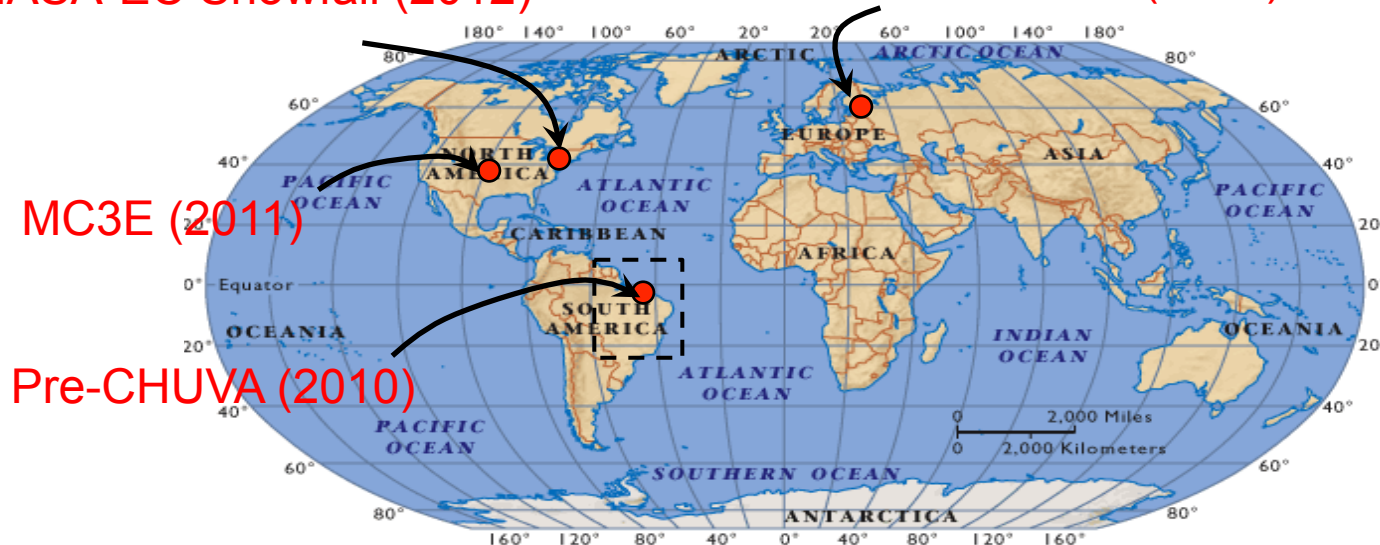 Snowfall (2012)
180° 140° 100° 60° 20° 20° 60° 100° 140° 180°
80° ARCTIC ARCTIC OCEAN 80°
60° 60°
EUROPE
NORTH ASIA
40° AMERICA 40°
PACIFIC ATLANTIC PACIFIC
OCEAN OCEAN OCEAN
MC3E (2011)
20° 20
CARIBBEAN
AFRICA
0° Equator 0
SOUTH
OCEANIA AMERICA INDIAN OCEANIA
20° OCEAN 20
Pre-CHUVA (2010)
ATLANTIC
OCEAN
40° 0 2,000 Miles 40°
PACIFIC
OCEAN 0 2,000 Kilometers
60° SOUTHERN OCEAN 60°
80° ANTARCTICA 80°
160° 120° 80° 40° 0° 40° 80° 120° 160°